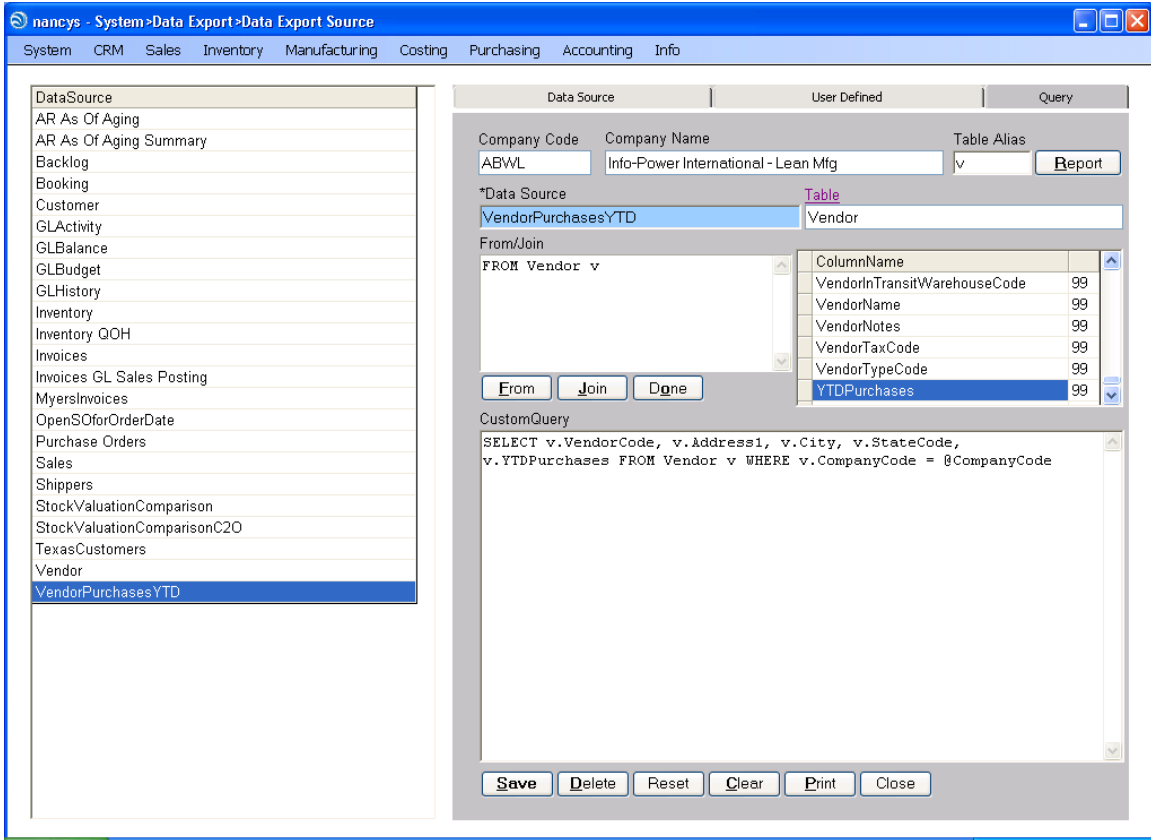 nancys - System>Data Export>Data Export Source
System CRM Sales Inventory Manufacturing Costing Purchasing Accounting Info
DataSource
AR As Of Aging
AR As Of Aging Summary
Backlog
Booking
Customer
GLActivity
GLBalance
GLBudget
GLHistory
Inventory
Inventory QOH
Invoices
Invoices GL Sales Posting
MyersInvoices
OpenSOforOrderDate
Purchase Orders
Sales
Shippers
StockValuationComparison
StockValuationComparisonC2O
TexasCustomers
Vendor
VendorPurchasesYTD
Data Source User Defined Query
Company Code Company Name Table Alias
ABWL Info-Power International - Lean Mfg v Report
*Data Source Table
VendorPurchasesYTD Vendor
From/Join
FROM Vendor v
ColumnName
VendorInTransitWarehouseCode 99
VendorName 99
VendorNotes 99
VendorTaxCode 99
VendorTypeCode 99
YTDPurchases 99
From Join Done
CustomQuery
SELECT v.VendorCode, v.Address1, v.City, v.StateCode,
v.YTDPurchases FROM Vendor v WHERE v.CompanyCode = @CompanyCode
Save Delete Reset Clear Print Close